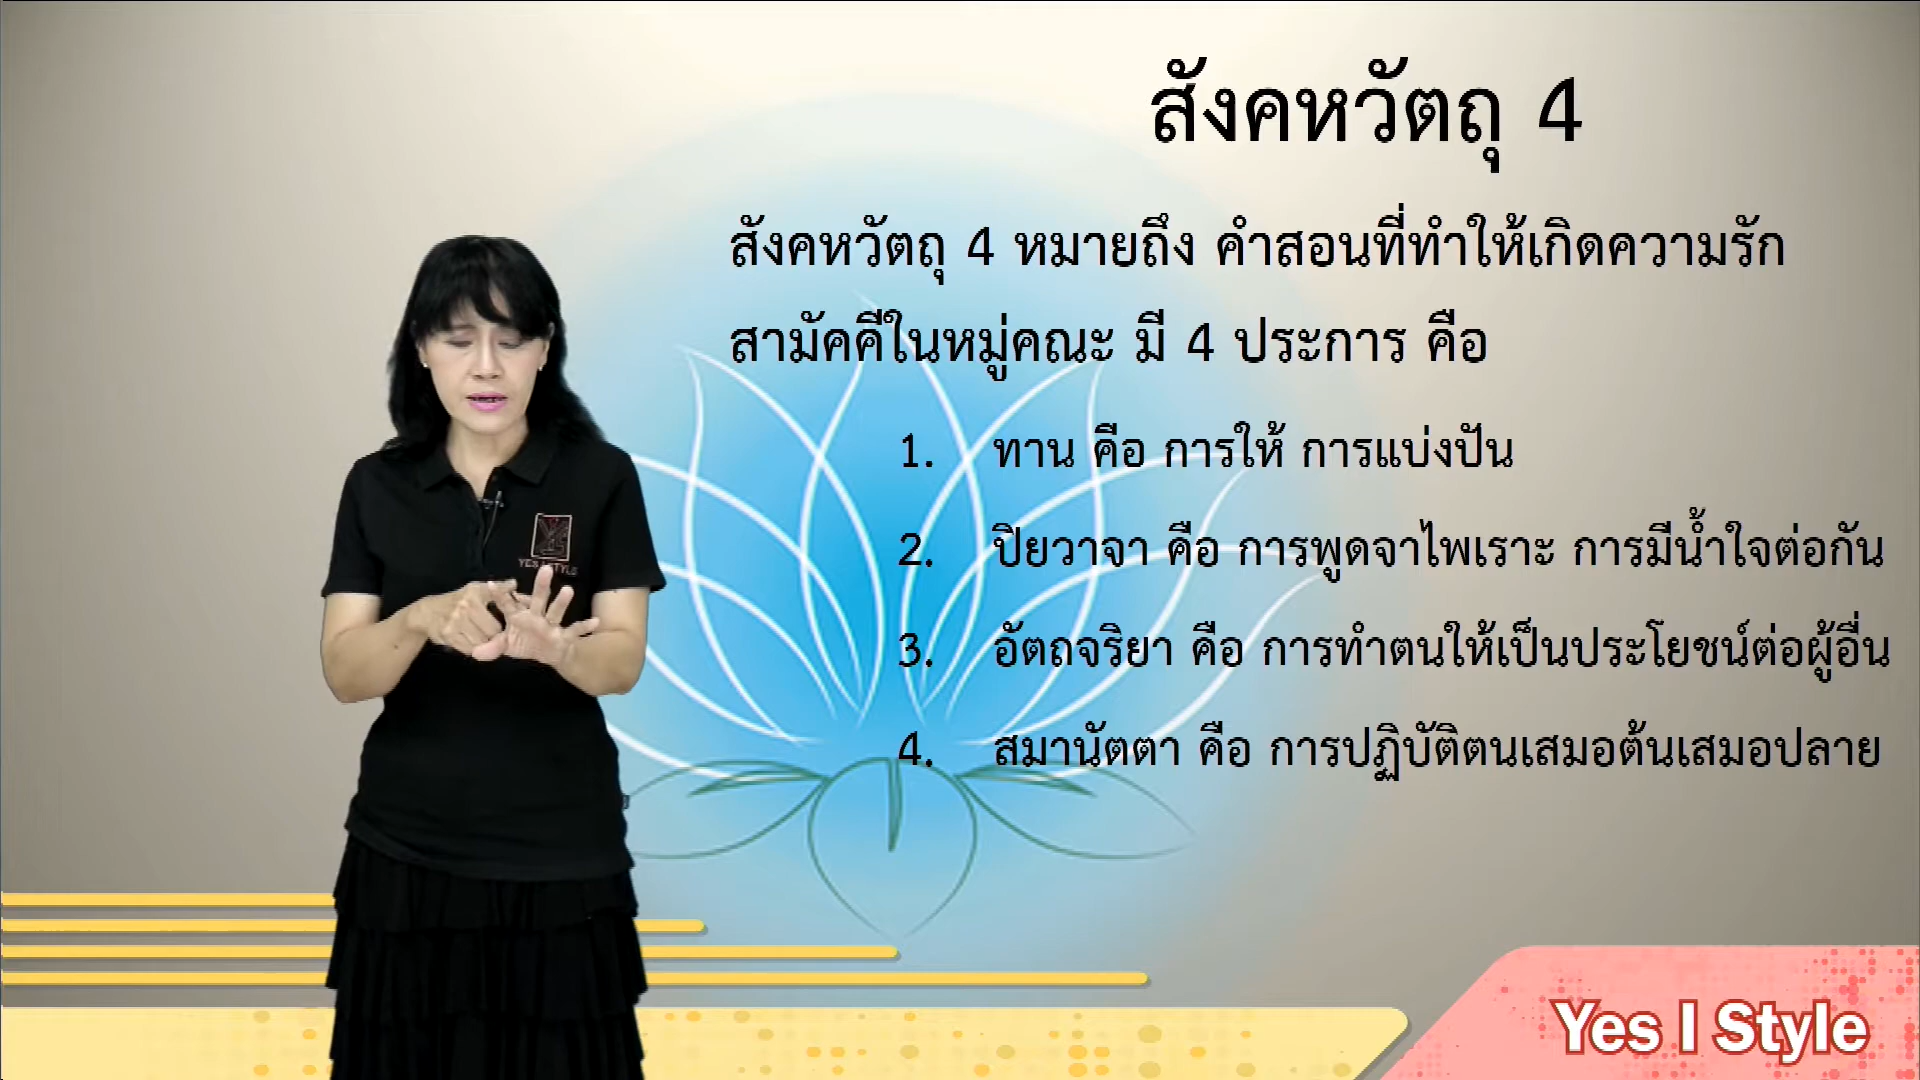 สังคหวัตถุ 4
สังคหวัตถุ 4 หมายถึง คำสอนที่ทำให้เกิดความรัก
สามัคคีในหมู่คณะ มี 4 ประการ คือ
1. ทาน คือ การให้ การแบ่งปัน
2. ปิยวาจา คือ การพูดจาไพเราะ การมีน้ำใจต่อกัน
3. อัตถจริยา คือ การทำตนให้เป็นประโยชน์ต่อผู้อื่น
4. สมานัตตา คือ การปฏิบัติตนเสมอต้นเสมอปลาย
YES I STYLE
Yes I Style